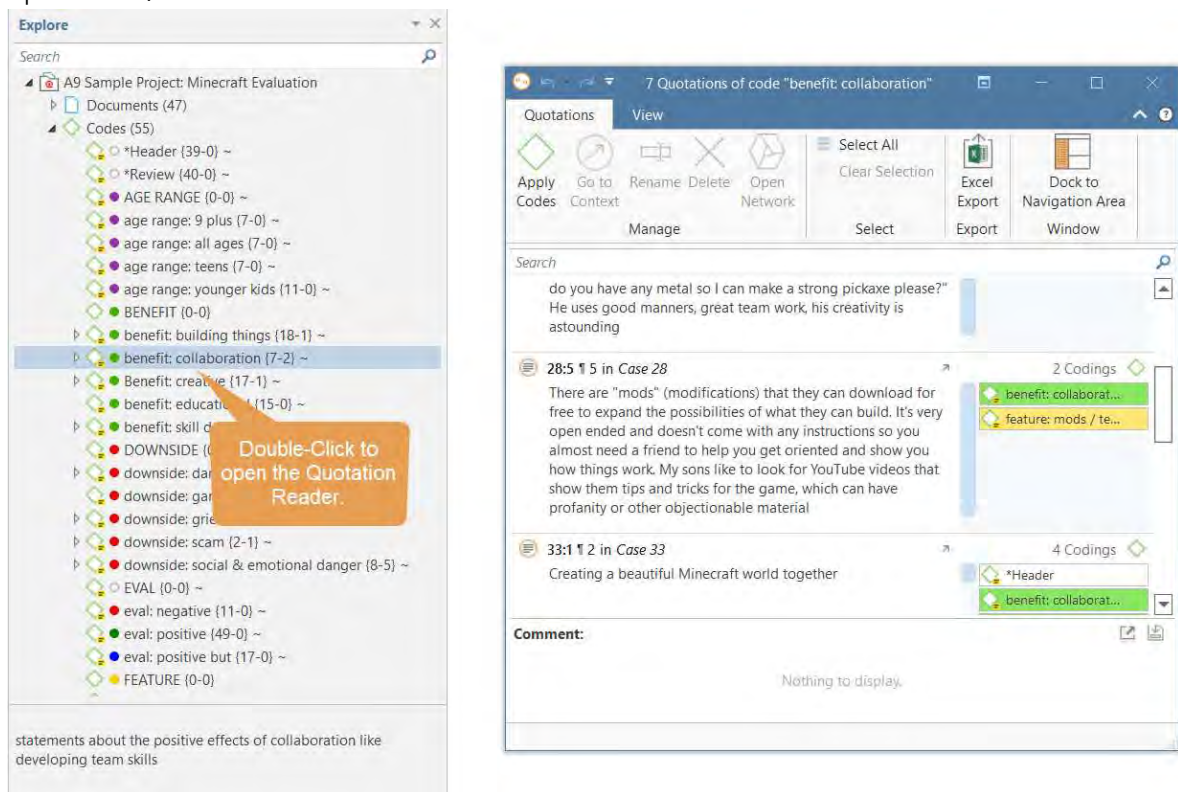 Explore
Search
A9 Sample Project: Minecraft Evaluation
Documents (47)
Codes (55)
*Header {39-0} ~
*Review {40-0} ~
AGE RANGE {0-0} ~
age range: 9 plus {7-0} ~
age range: all ages {7-0} ~
age range: teens {7-0} ~
age range: younger kids {11-0} ~
BENEFIT {0-0}
benefit: building things {18-1} ~
benefit: collaboration {7-2} ~
Benefit: creative {17-1} ~
benefit: educational {15-0} ~
benefit: skill d
DOWNSIDE {0
downside: dan
downside: gam
downside: grie
downside: scam {2-1} ~
downside: social & emotional danger {8-5} ~
EVAL {0-0} ~
eval: negative {11-0} ~
eval: positive {49-0} ~
eval: positive but {17-0} ~
FEATURE {0-0}
Double-Click to
open the Quotation
Reader.
statements about the positive effects of collaboration like
developing team skills
7 Quotations of code "benefit: collaboration"
Quotations View
Apply Codes
Go to Context
Rename
Delete
Open Network
Select All
Clear Selection
Excel Export
Dock to Navigation Area
Manage Select Export Window
Search
do you have any metal so I can make a strong pickaxe please?"
He uses good manners, great team work, his creativity is
astounding
28:5 ¶ 5 in Case 28
2 Codings
There are "mods" (modifications) that they can download for
free to expand the possibilities of what they can build. It's very
open ended and doesn't come with any instructions so you
almost need a friend to help you get oriented and show you
how things work. My sons like to look for YouTube videos that
show them tips and tricks for the game, which can have
profanity or other objectionable material
benefit: collaborat...
feature: mods / te...
33:1 ¶ 2 in Case 33
4 Codings
Creating a beautiful Minecraft world together
*Header
benefit: collaborat...
Comment:
Nothing to display.